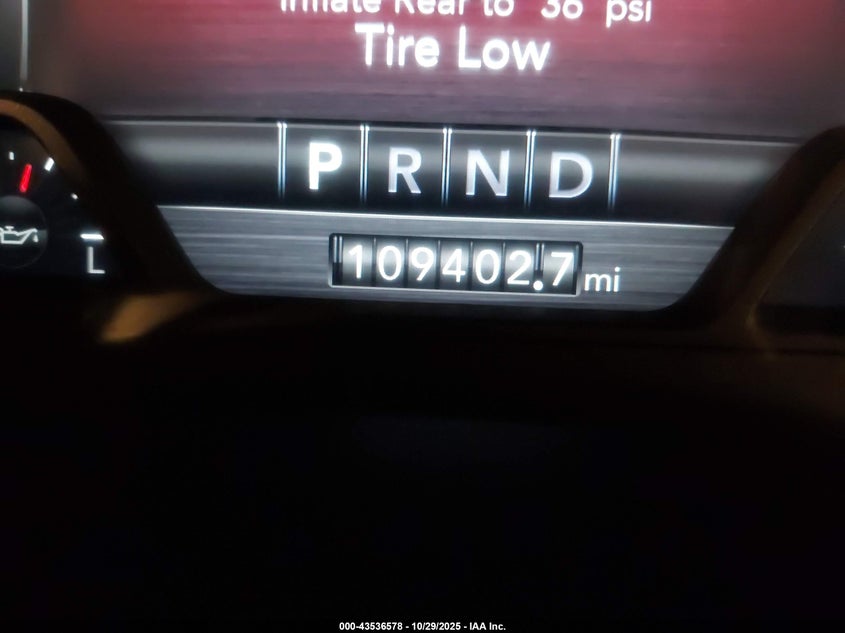 Inflate Rear to 36 psi
Tire Low
P R N D
L
109402.7 mi
000-43536578 - 10/29/2025 - IAA Inc.